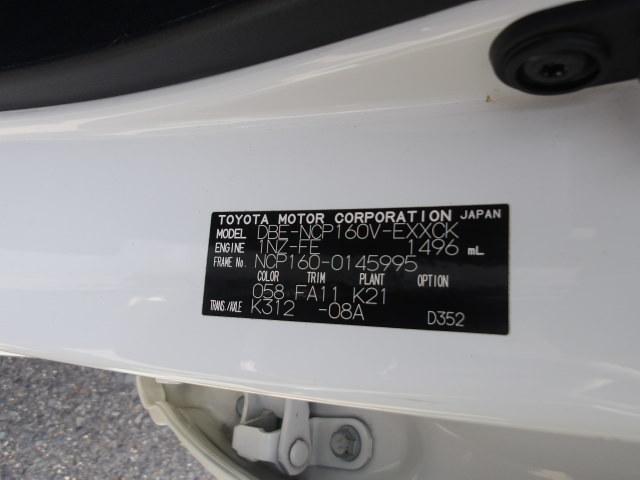 TOYOTA MOTOR CORPORATION JAPAN
MODEL DBE-NCP160V-EXXCK
ENGINE 1NZ-FE 1496 mL
FRAME No. NCP160-0145995
COLOR TRIM PLANT OPTION
058 FA11 K21
TRANS./AXLE K312 -08A
D352